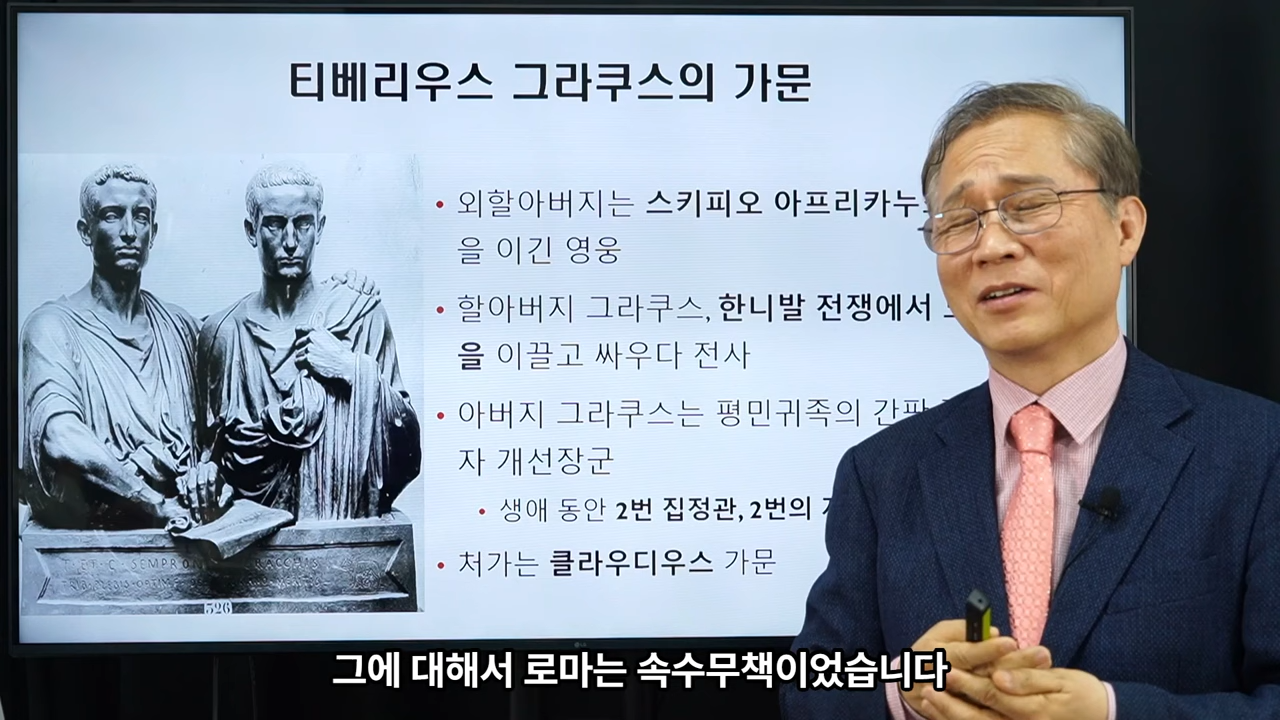 티베리우스 그라쿠스의 가문
• 외할아버지는 스키피오 아프리카누
을 이긴 영웅
• 할아버지 그라쿠스, 한니발 전쟁에서
을 이끌고 싸우다 전사
• 아버지 그라쿠스는 평민귀족의 간판
자 개선장군
• 생애 동안 2번 집정관, 2번의
• 처가는 클라우디우스 가문
SEMPRON
326
그에 대해서 로마는 속수무책이었습니다